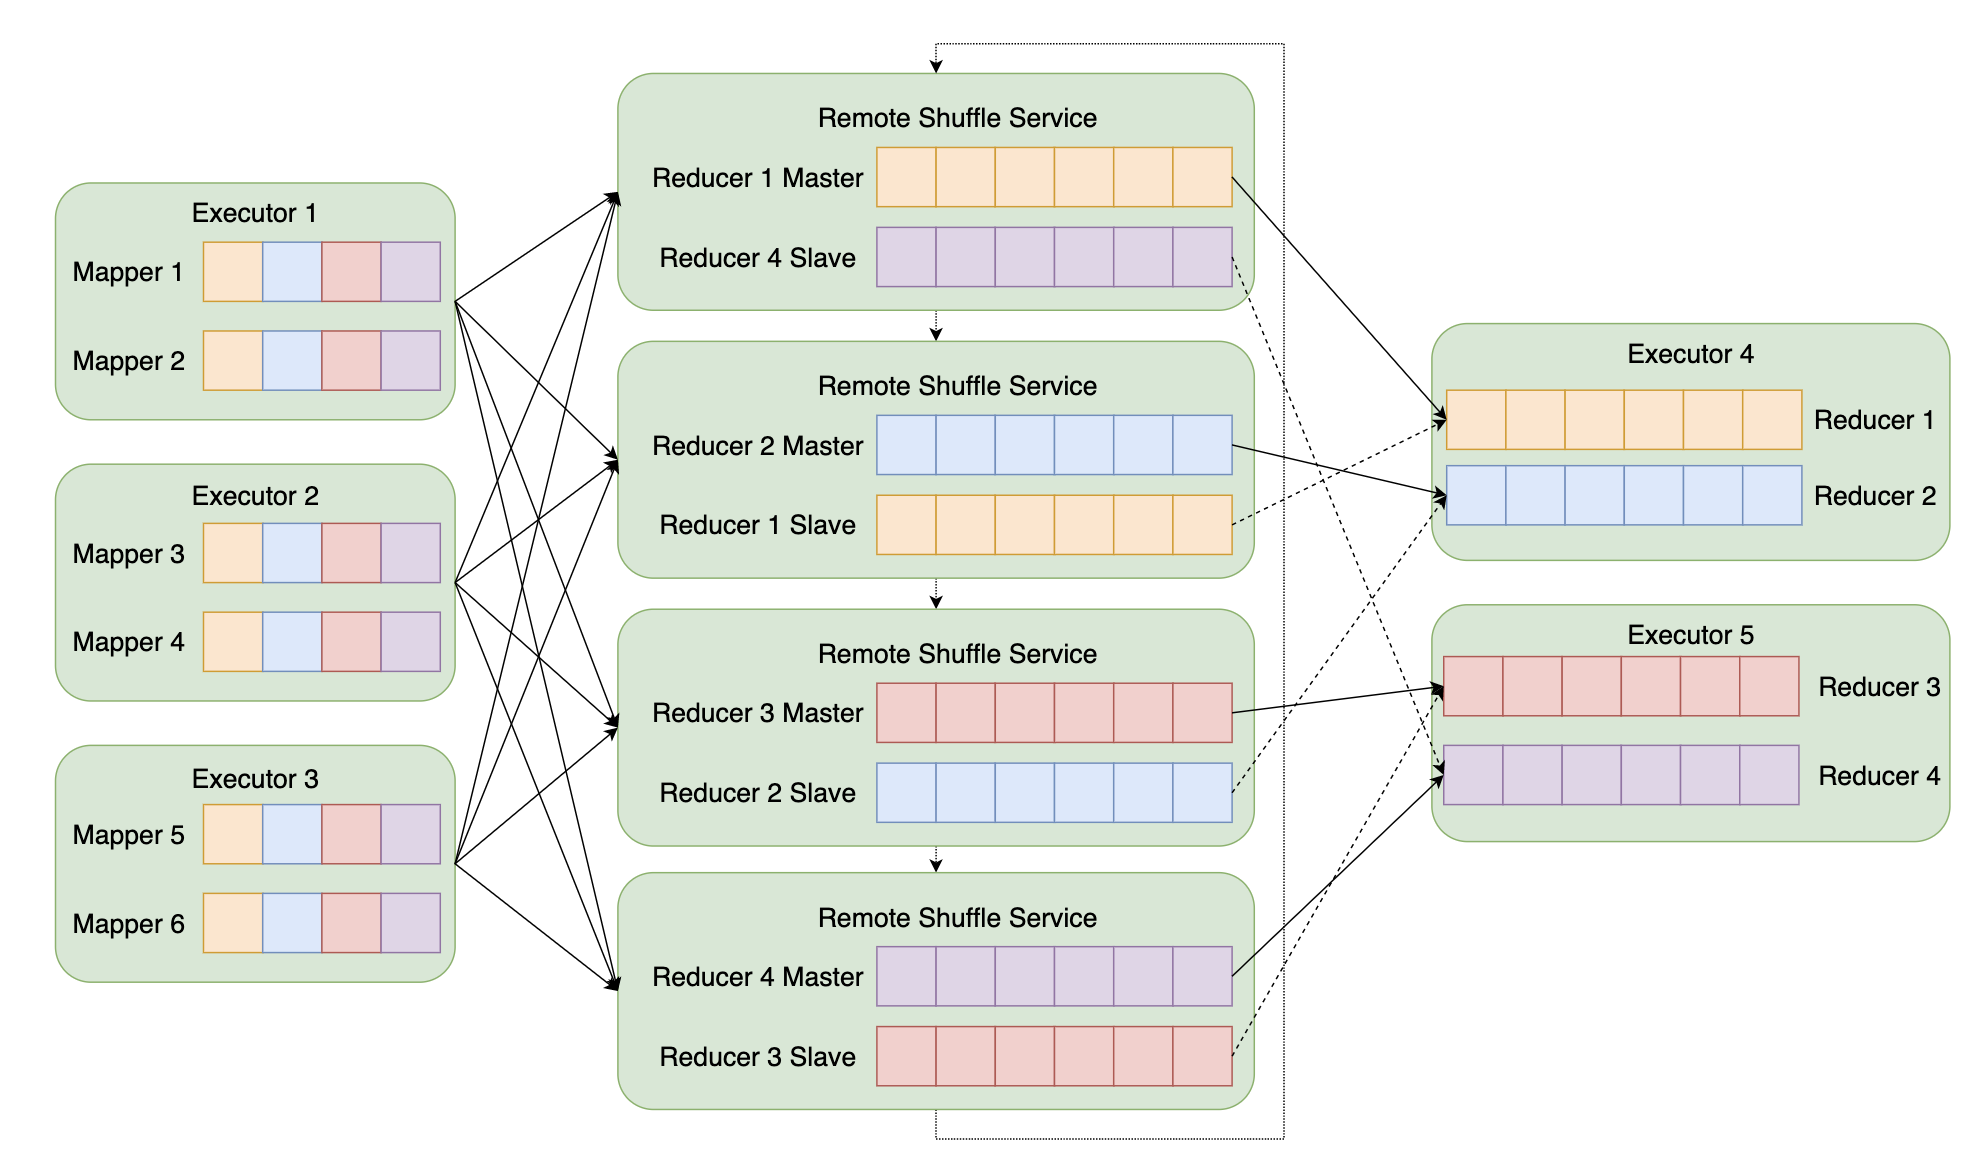 Executor 1
Mapper 1
Mapper 2
Executor 2
Mapper 3
Mapper 4
Executor 3
Mapper 5
Mapper 6
Remote Shuffle Service
Reducer 1 Master
Reducer 4 Slave
Remote Shuffle Service
Reducer 2 Master
Reducer 1 Slave
Remote Shuffle Service
Reducer 3 Master
Reducer 2 Slave
Remote Shuffle Service
Reducer 4 Master
Reducer 3 Slave
Executor 4
Reducer 1
Reducer 2
Executor 5
Reducer 3
Reducer 4